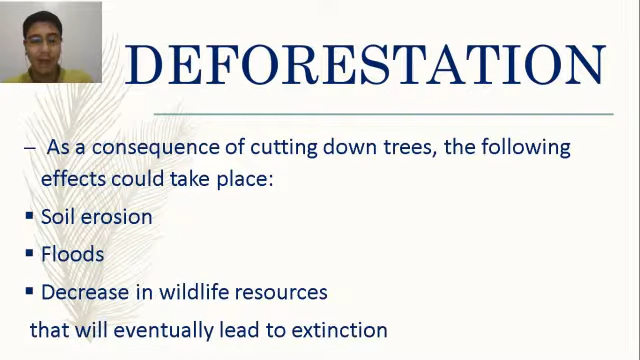 DEFORESTATION
– As a consequence of cutting down trees, the following
effects could take place:
▪ Soil erosion
▪ Floods
▪ Decrease in wildlife resources
that will eventually lead to extinction